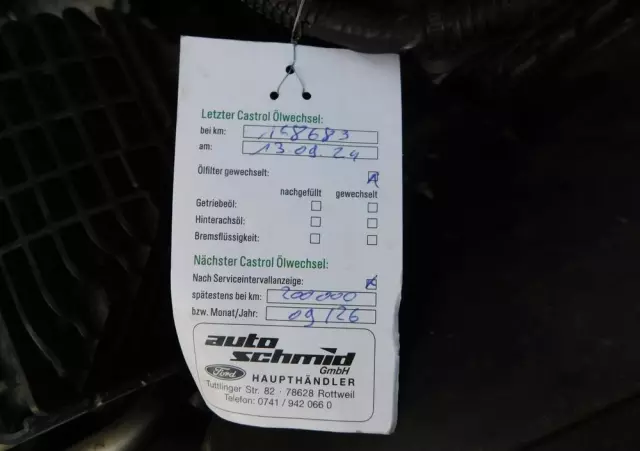 Letzter Castrol Ölwechsel:
bei km: 158683
am: 13.09.24
Ölfilter gewechselt:
nachgefüllt gewechselt
Getriebeöl:
Hinterachsöl:
Bremsflüssigkeit:
Nächster Castrol Ölwechsel:
Nach Serviceintervallanzeige:
spätestens bei km: 200 000
bzw. Monat/Jahr: 09/26
auto
schmid
GmbH
Ford HAUPTHÄNDLER
Tuttlinger Str. 82 · 78628 Rottweil
Telefon: 0741 / 942 066 0